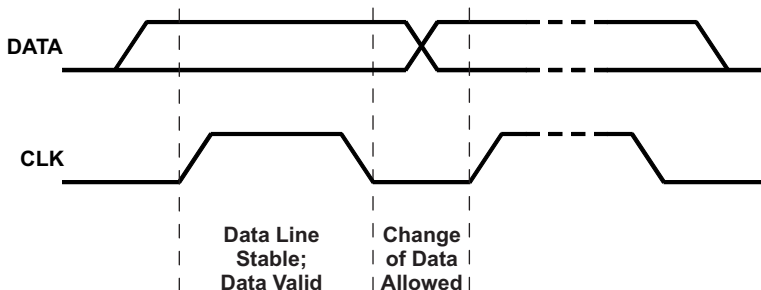 DATA
CLK
Data Line
Stable;
Data Valid
Change
of Data
Allowed